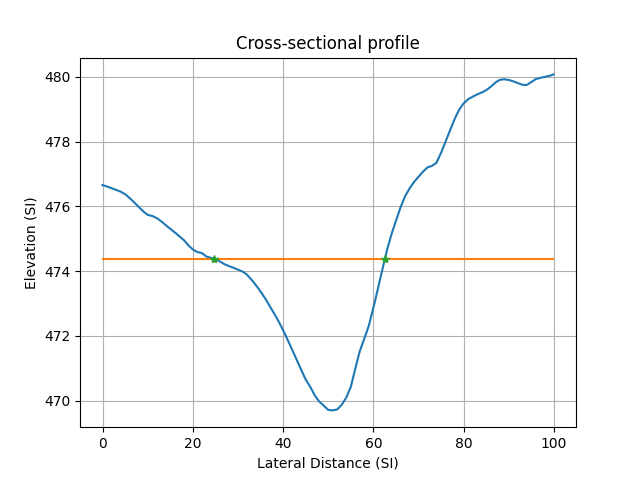 Cross-sectional profile
480
478
476
474
472
470
Elevation (SI)
0 20 40 60 80 100
Lateral Distance (SI)